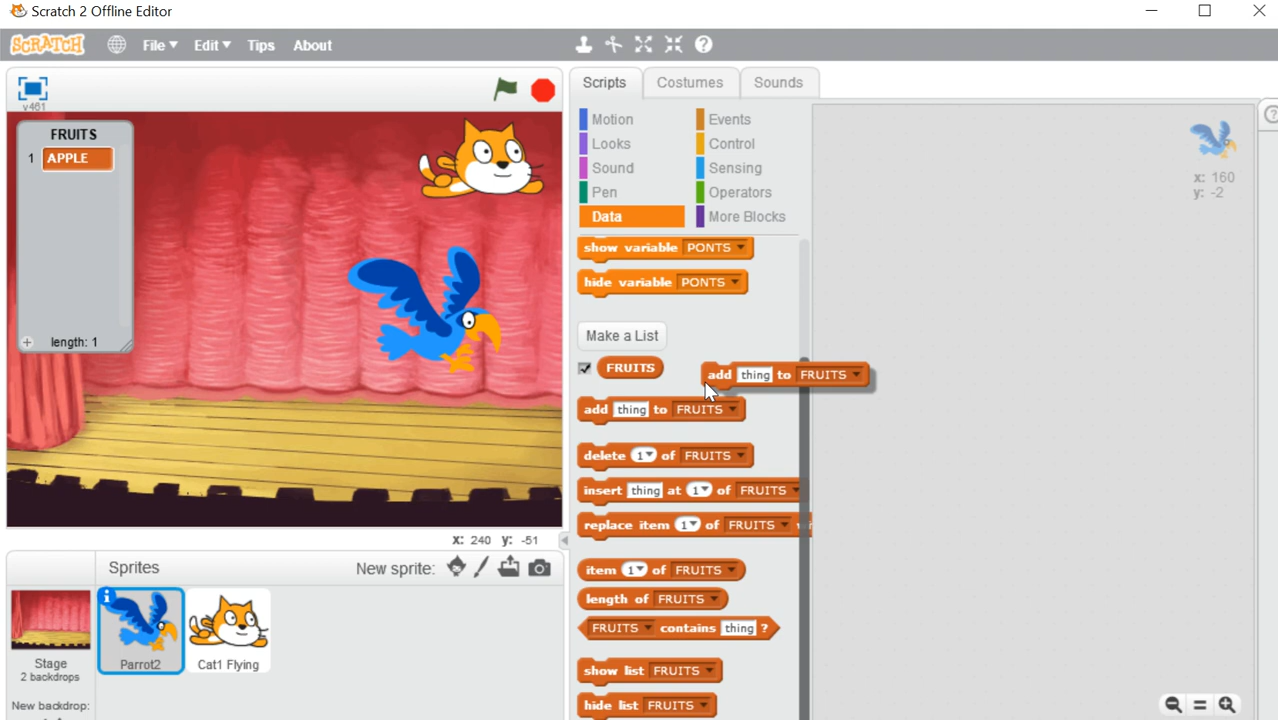 Scratch 2 Offline Editor
SCRATCH File Edit Tips About
v461
Scripts Costumes Sounds
FRUITS
1 APPLE
length: 1
Motion Events
Looks Control
Sound Sensing
Pen Operators
Data More Blocks
x: 160
y: -2
show variable PONTS
hide variable PONTS
Make a List
FRUITS
add thing to FRUITS
add thing to FRUITS
delete 1 of FRUITS
insert thing at 1 of FRUITS
replace item 1 of FRUITS
item 1 of FRUITS
length of FRUITS
FRUITS contains thing ?
show list FRUITS
hide list FRUITS
x: 240 y: -51
Sprites New sprite:
Stage
2 backdrops
New backdrop:
Parrot2
Cat1 Flying